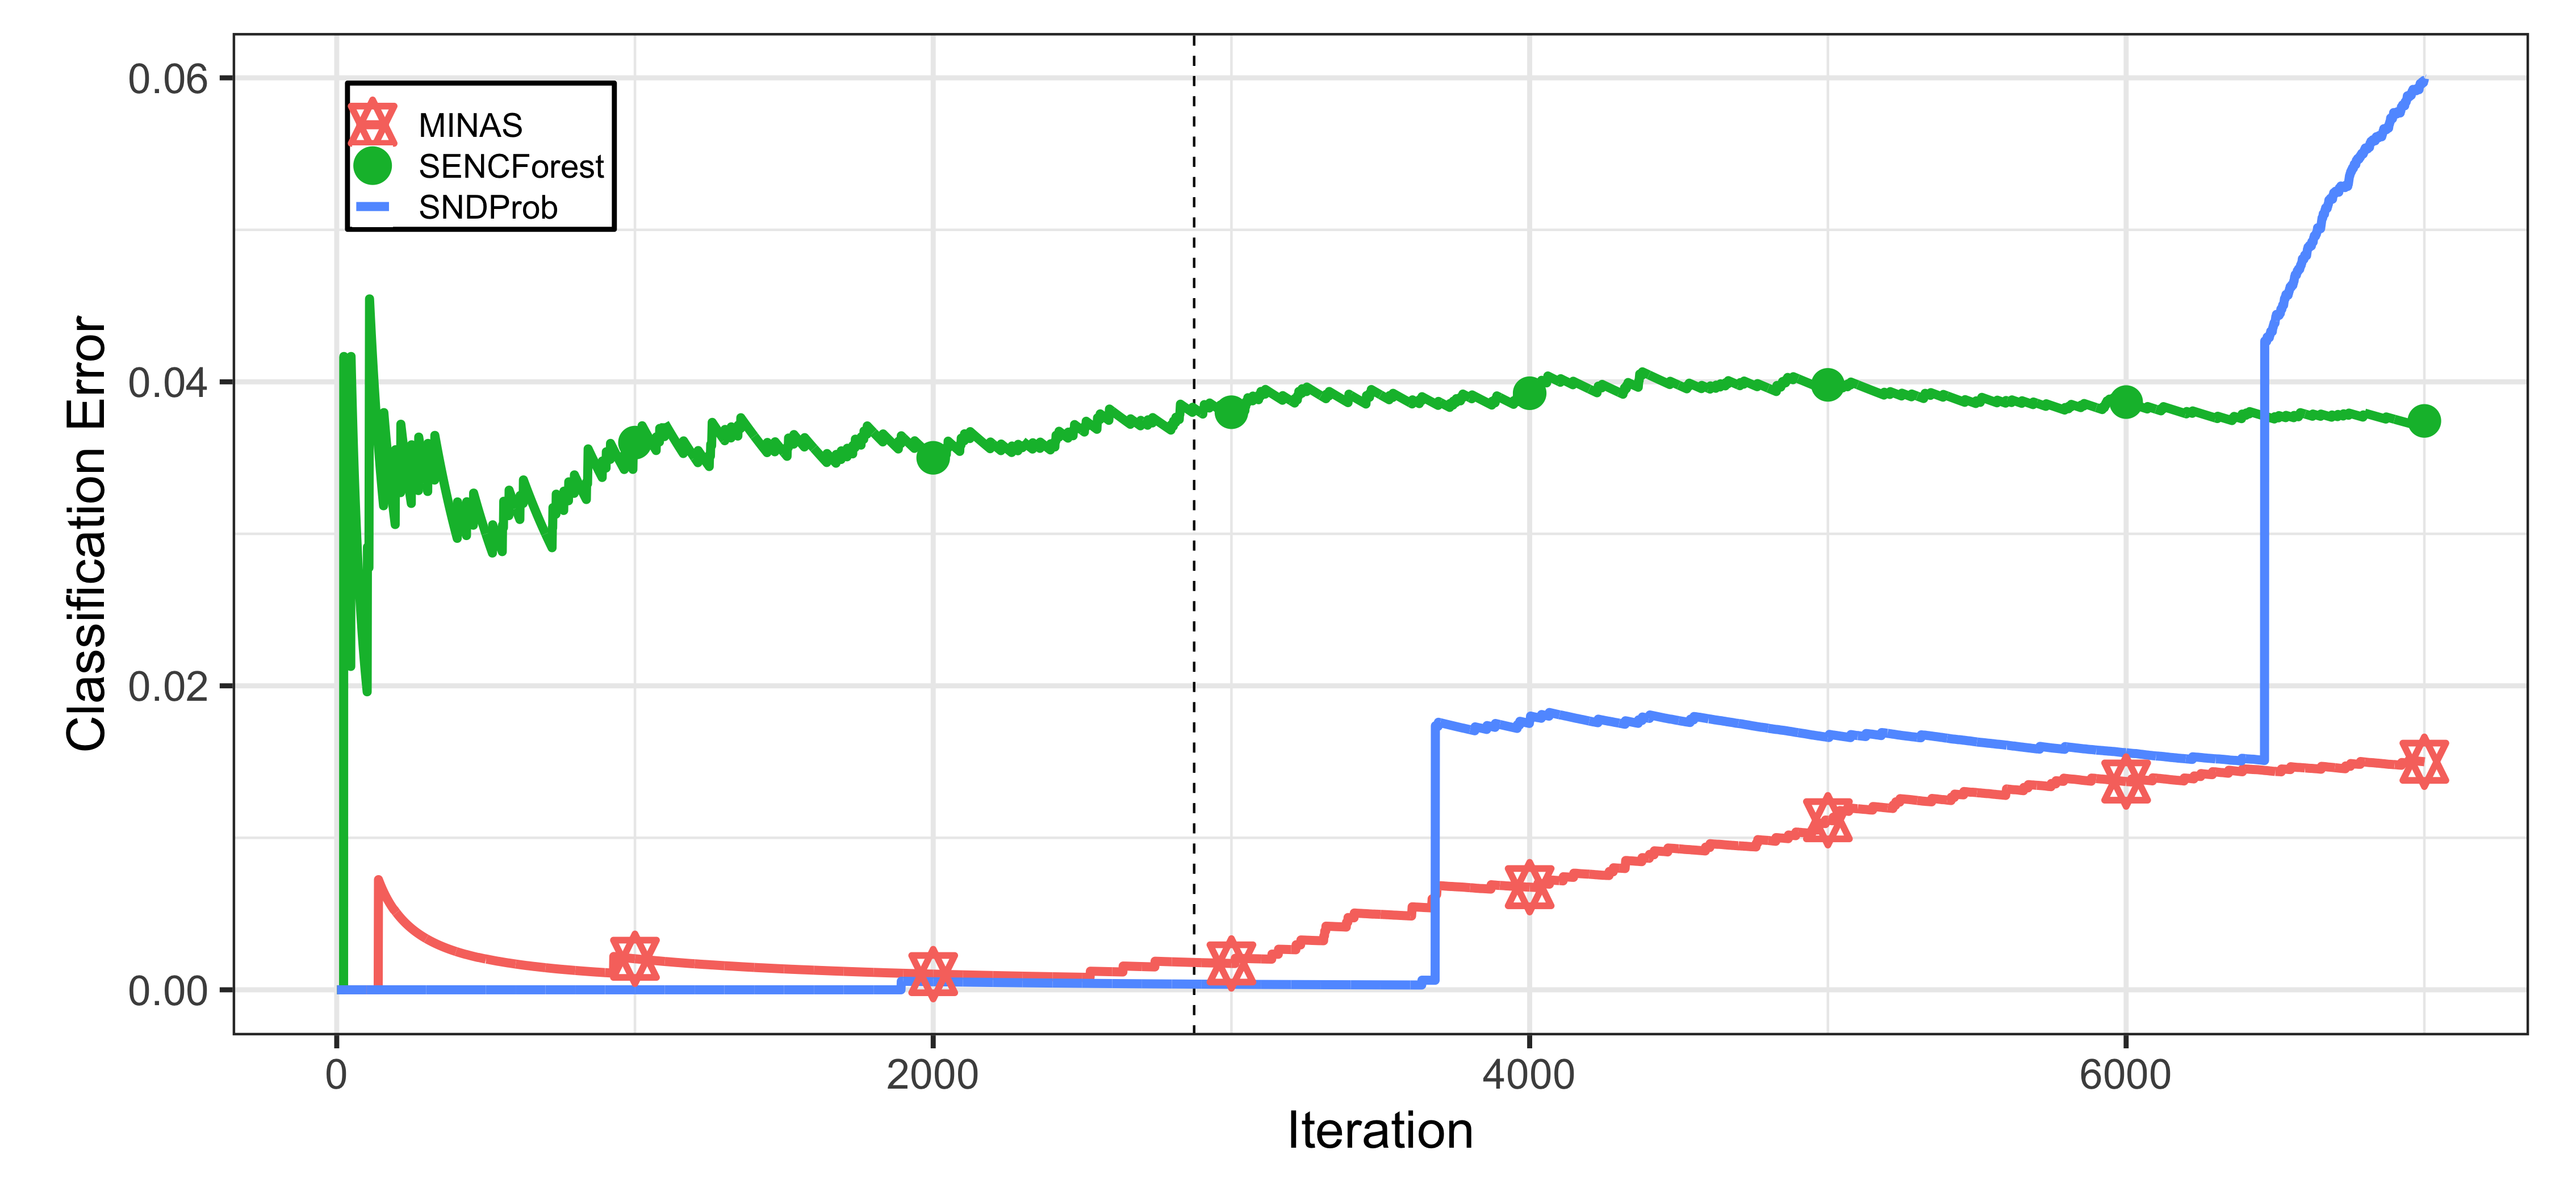 0.06
0.04
0.02
0.00
Classification Error
MINAS
SENCForest
SNDProb
0
2000
4000
6000
Iteration